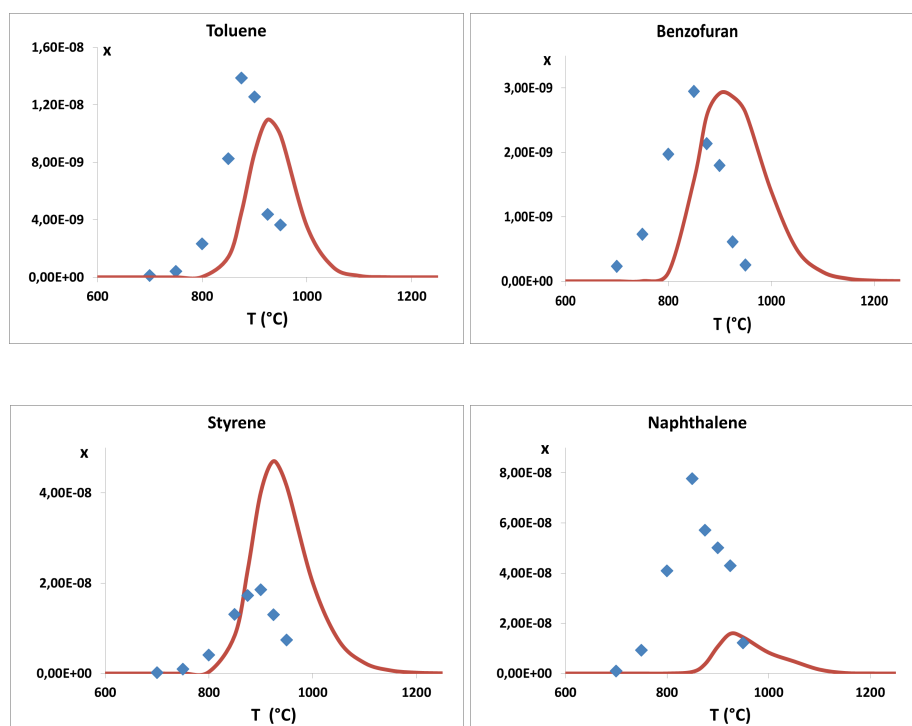 Toluene
x
1,60E-08
1,20E-08
8,00E-09
4,00E-09
0,00E+00
600 800 1000 1200
T (°C)
Benzofuran
x
3,00E-09
2,00E-09
1,00E-09
0,00E+00
600 800 1000 1200
T (°C)
Styrene
x
4,00E-08
2,00E-08
0,00E+00
600 800 1000 1200
T (°C)
Naphthalene
x
8,00E-08
6,00E-08
4,00E-08
2,00E-08
0,00E+00
600 800 1000 1200
T (°C)